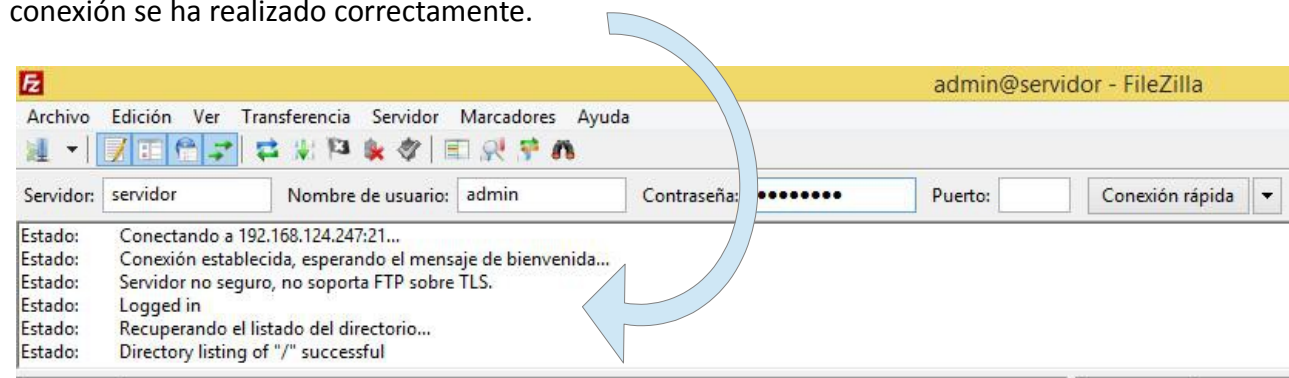 conexión se ha realizado correctamente.
Fz
admin@servidor - FileZilla
Archivo Edición Ver Transferencia Servidor Marcadores Ayuda
Servidor: servidor Nombre de usuario: admin Contraseña: •••••••• Puerto: Conexión rápida
Estado: Conectando a 192.168.124.247:21...
Estado: Conexión establecida, esperando el mensaje de bienvenida...
Estado: Servidor no seguro, no soporta FTP sobre TLS.
Estado: Logged in
Estado: Recuperando el listado del directorio...
Estado: Directory listing of "/" successful